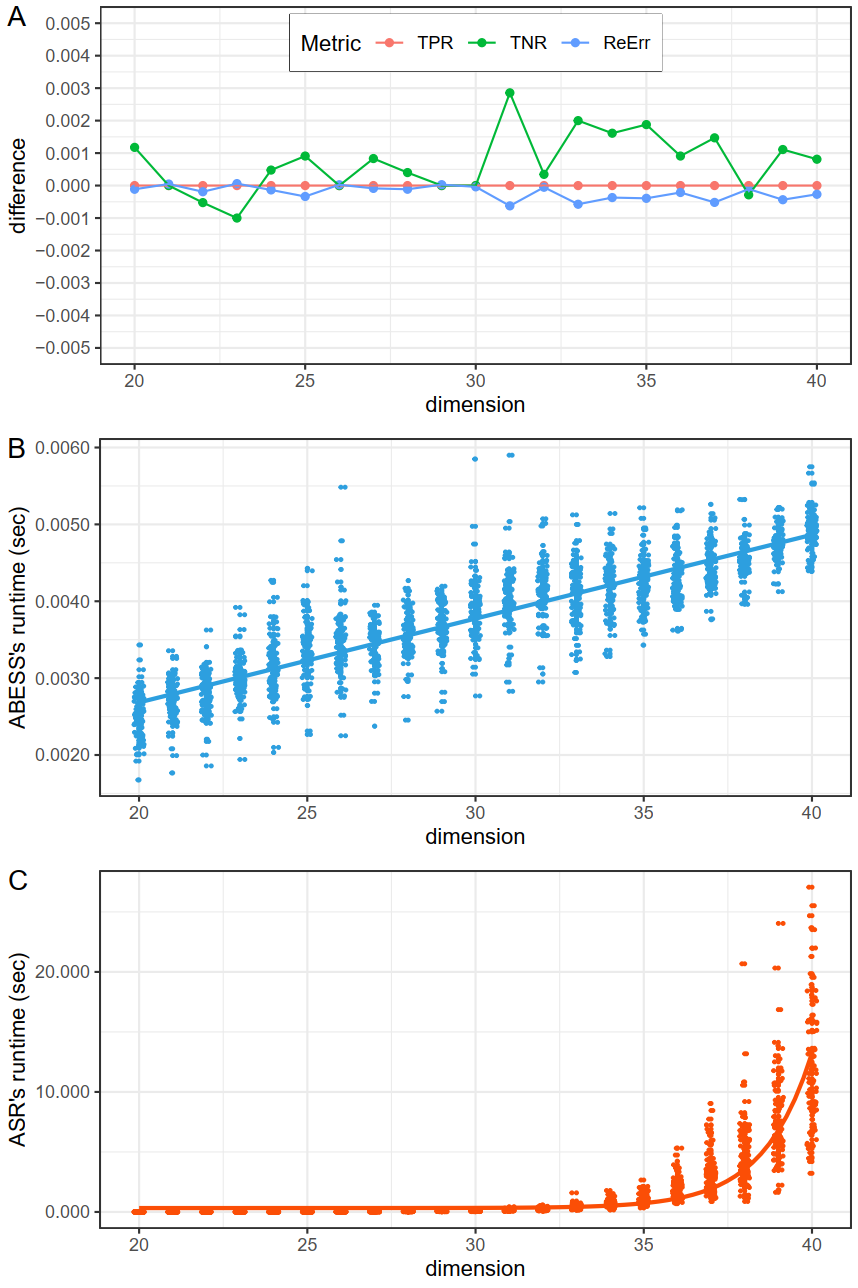 A
Metric TPR TNR ReErr
0.005
0.004
0.003
0.002
0.001
0.000
−0.001
−0.002
−0.003
−0.004
−0.005
difference
20 25 30 35 40
dimension
B
0.0060
0.0050
0.0040
0.0030
0.0020
ABESS's runtime (sec)
20 25 30 35 40
dimension
C
20.000
10.000
0.000
ASR's runtime (sec)
20 25 30 35 40
dimension